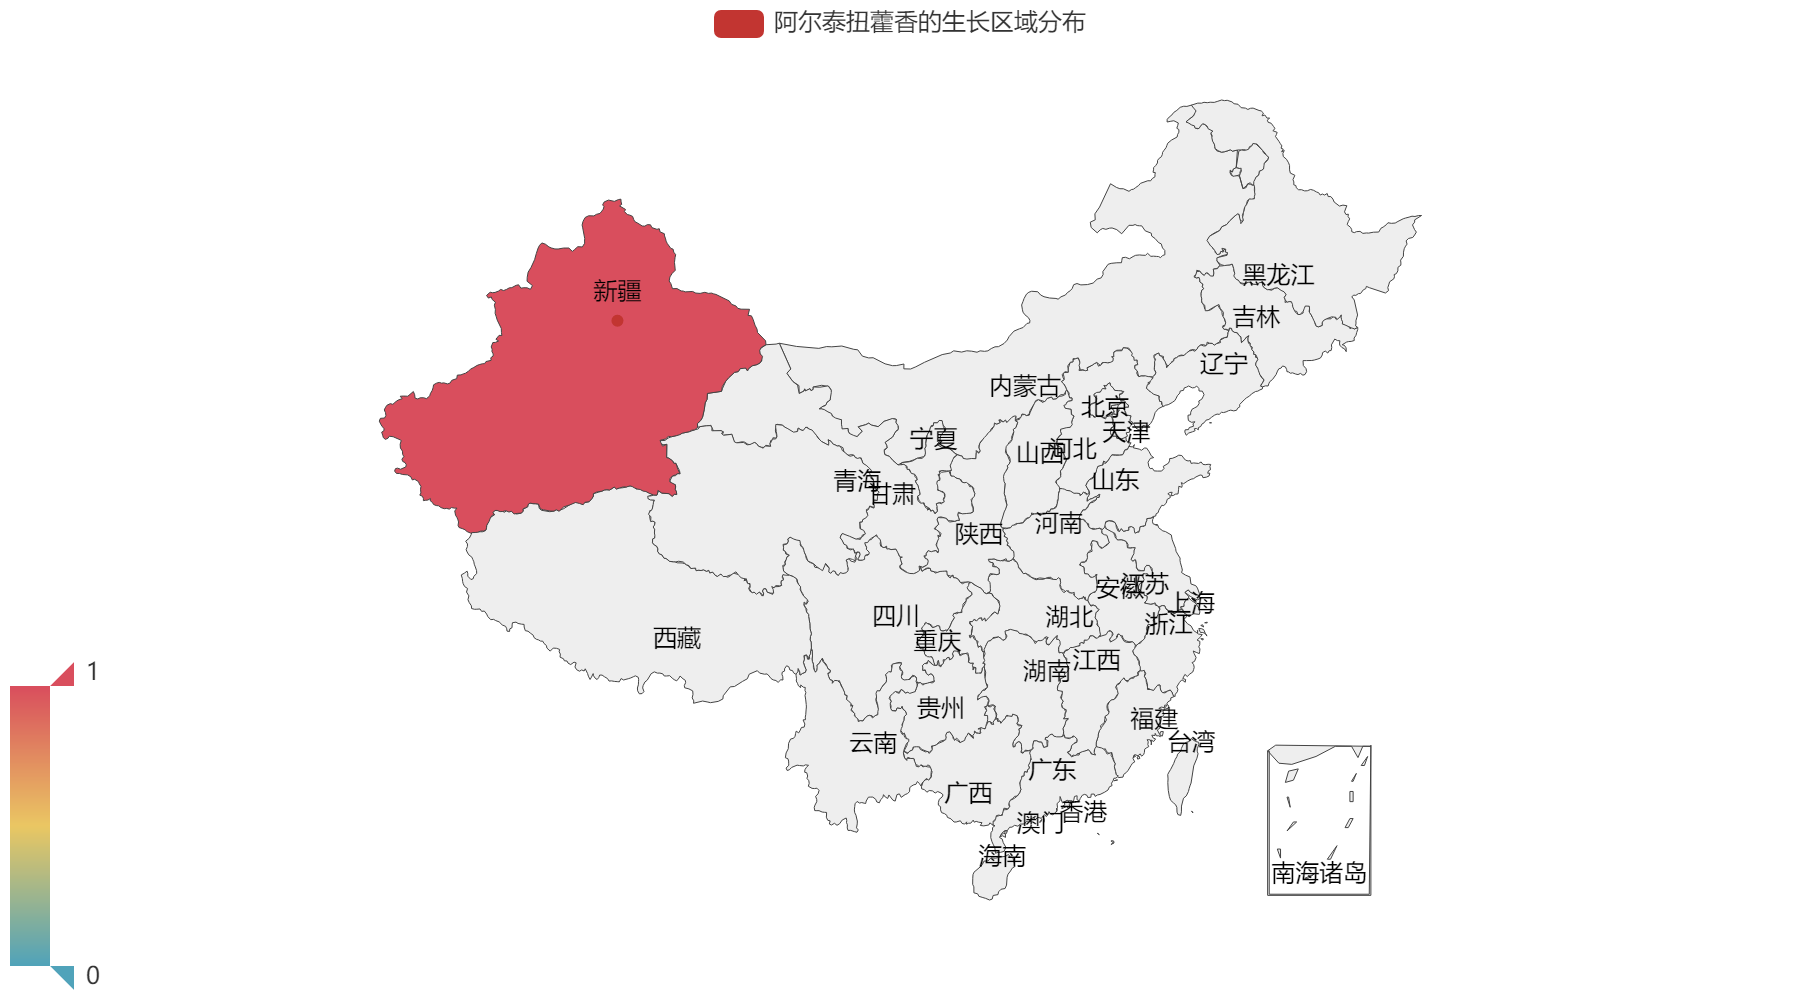 阿尔泰扭藿香的生长区域分布
黑龙江
新疆
吉林
辽宁
内蒙古
北京
天津
宁夏
山西
河北
青海
甘肃
山东
河南
陕西
安徽
江苏
上海
四川
湖北
浙江
西藏
重庆
江西
湖南
1
贵州
福建
云南
台湾
广东
广西
香港
澳门
海南
南海诸岛
0